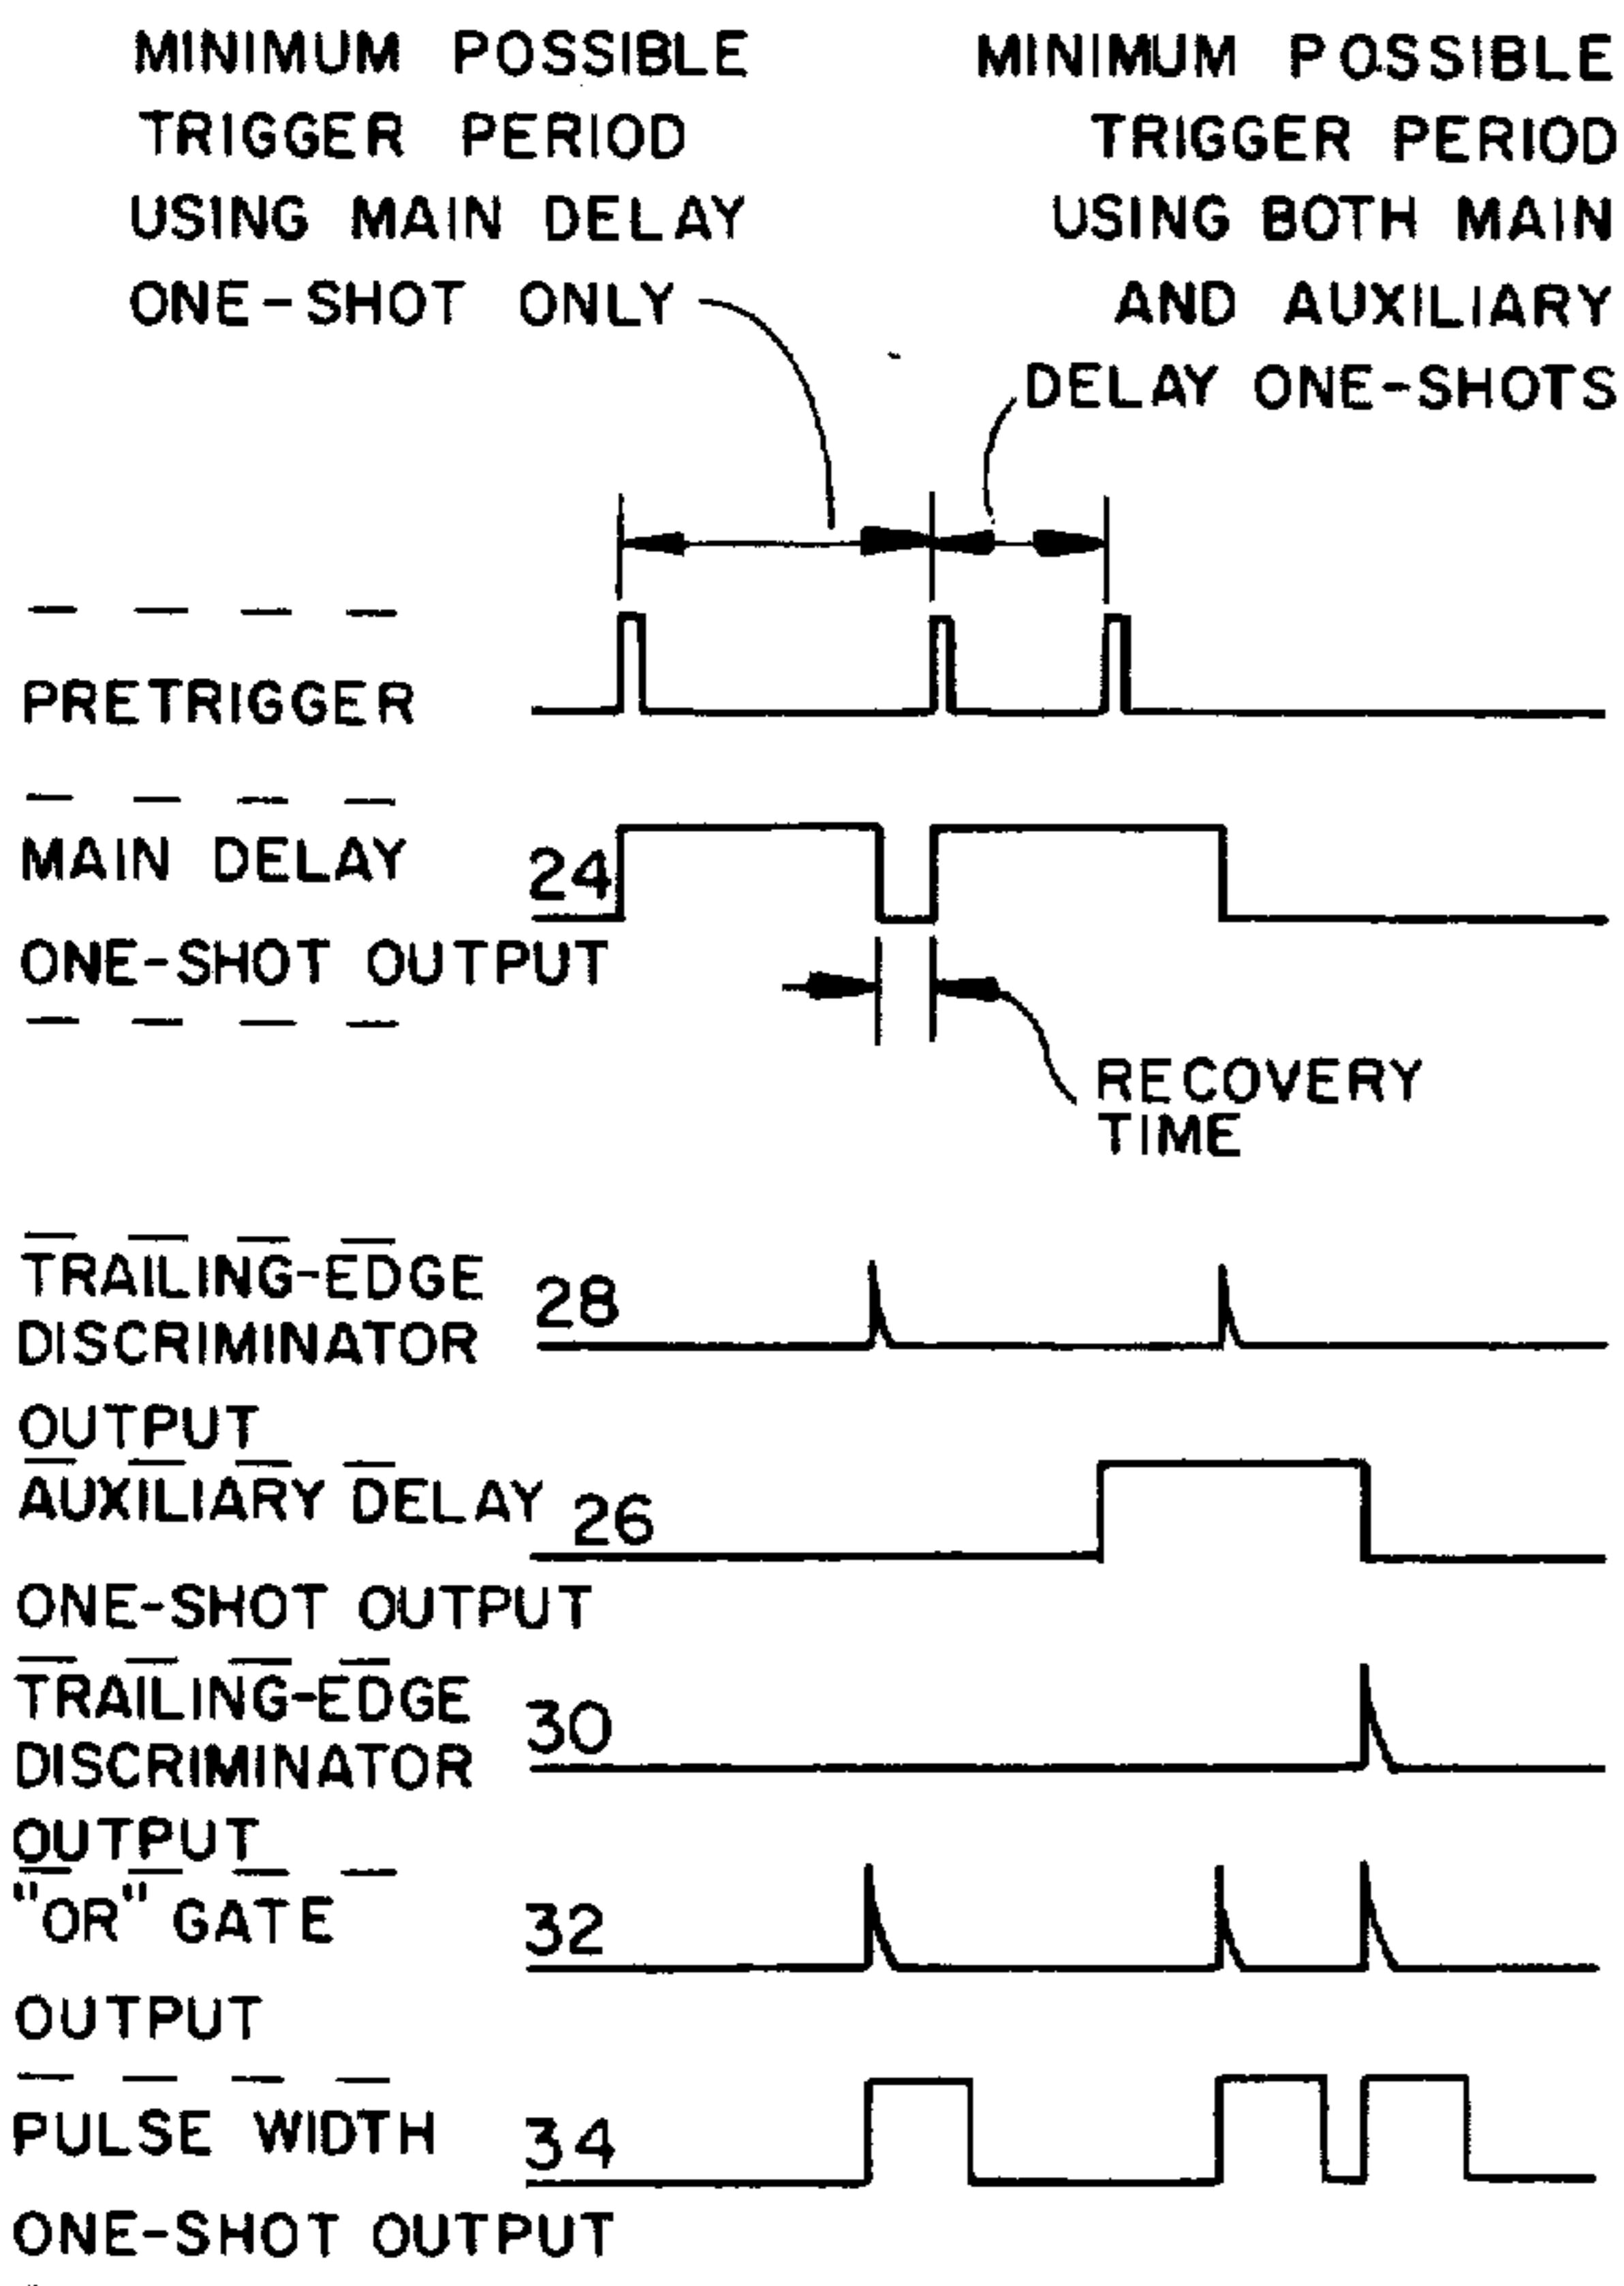 MINIMUM POSSIBLE
TRIGGER PERIOD
USING MAIN DELAY
ONE-SHOT ONLY
MINIMUM POSSIBLE
TRIGGER PERIOD
USING BOTH MAIN
AND AUXILIARY
DELAY ONE-SHOTS
PRETRIGGER
MAIN DELAY 24
ONE-SHOT OUTPUT
RECOVERY
TIME
TRAILING-EDGE 28
DISCRIMINATOR
OUTPUT
AUXILIARY DELAY 26
ONE-SHOT OUTPUT
TRAILING-EDGE 30
DISCRIMINATOR
OUTPUT
"OR" GATE 32
OUTPUT
PULSE WIDTH 34
ONE-SHOT OUTPUT